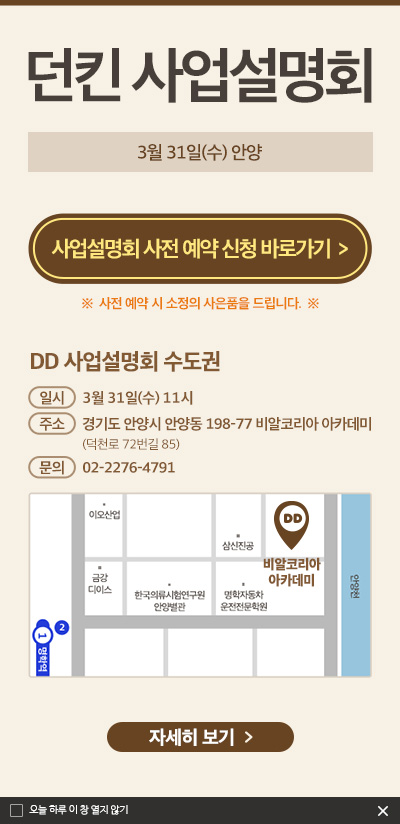 던킨 사업설명회
3월 31일(수) 안양
사업설명회 사전 예약 신청 바로가기 >
※ 사전 예약 시 소정의 사은품을 드립니다. ※
DD 사업설명회 수도권
일시 3월 31일(수) 11시
주소 경기도 안양시 안양동 198-77 비알코리아 아카데미
(덕천로 72번길 85)
문의 02-2276-4791
이오산업
삼신진공
DD
비알코리아
아카데미
금강
디이스
한국의류시험연구원
안양별관
명학자동차
운전전문학원
안양천
1
2
명학역
자세히 보기 >
오늘 하루 이 창 열지 않기